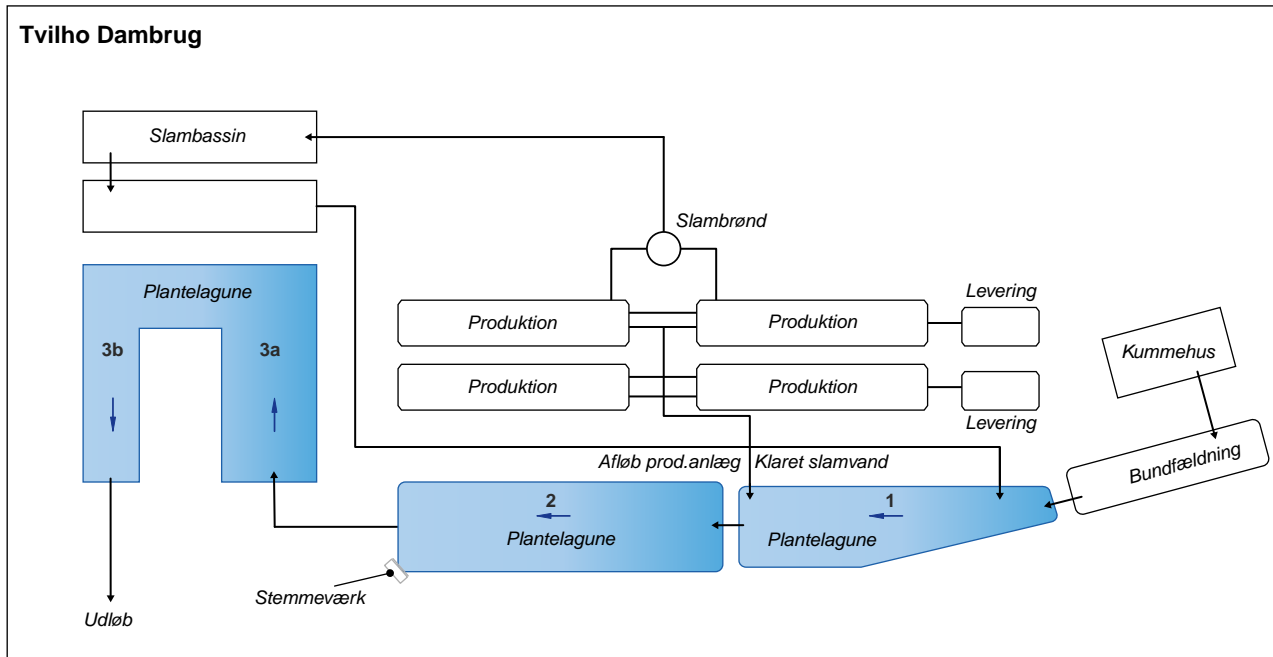 Tvilho Dambrug
Slambassin
Slambrønd
Plantelagune
3b
3a
Produktion
Produktion
Levering
Produktion
Produktion
Levering
Kummehus
Bundfældning
Afløb prod.anlæg
Klaret slamvand
2
Plantelagune
1
Plantelagune
Stemmeværk
Udløb